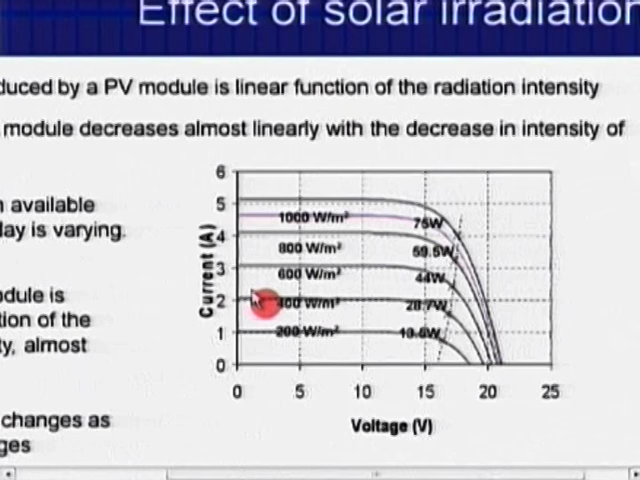 Effect of solar irradiation
duced by a PV module is linear function of the radiation intensity
module decreases almost linearly with the decrease in intensity of
n available
lay is varying.
odule is
tion of the
ty, almost
changes as
ges
6
5
4
3
2
1
0
Current (A)
1000 W/m²
75W
800 W/m²
59.5W
600 W/m²
44W
400 W/m²
28.7W
200 W/m²
13.5W
0 5 10 15 20 25
Voltage (V)